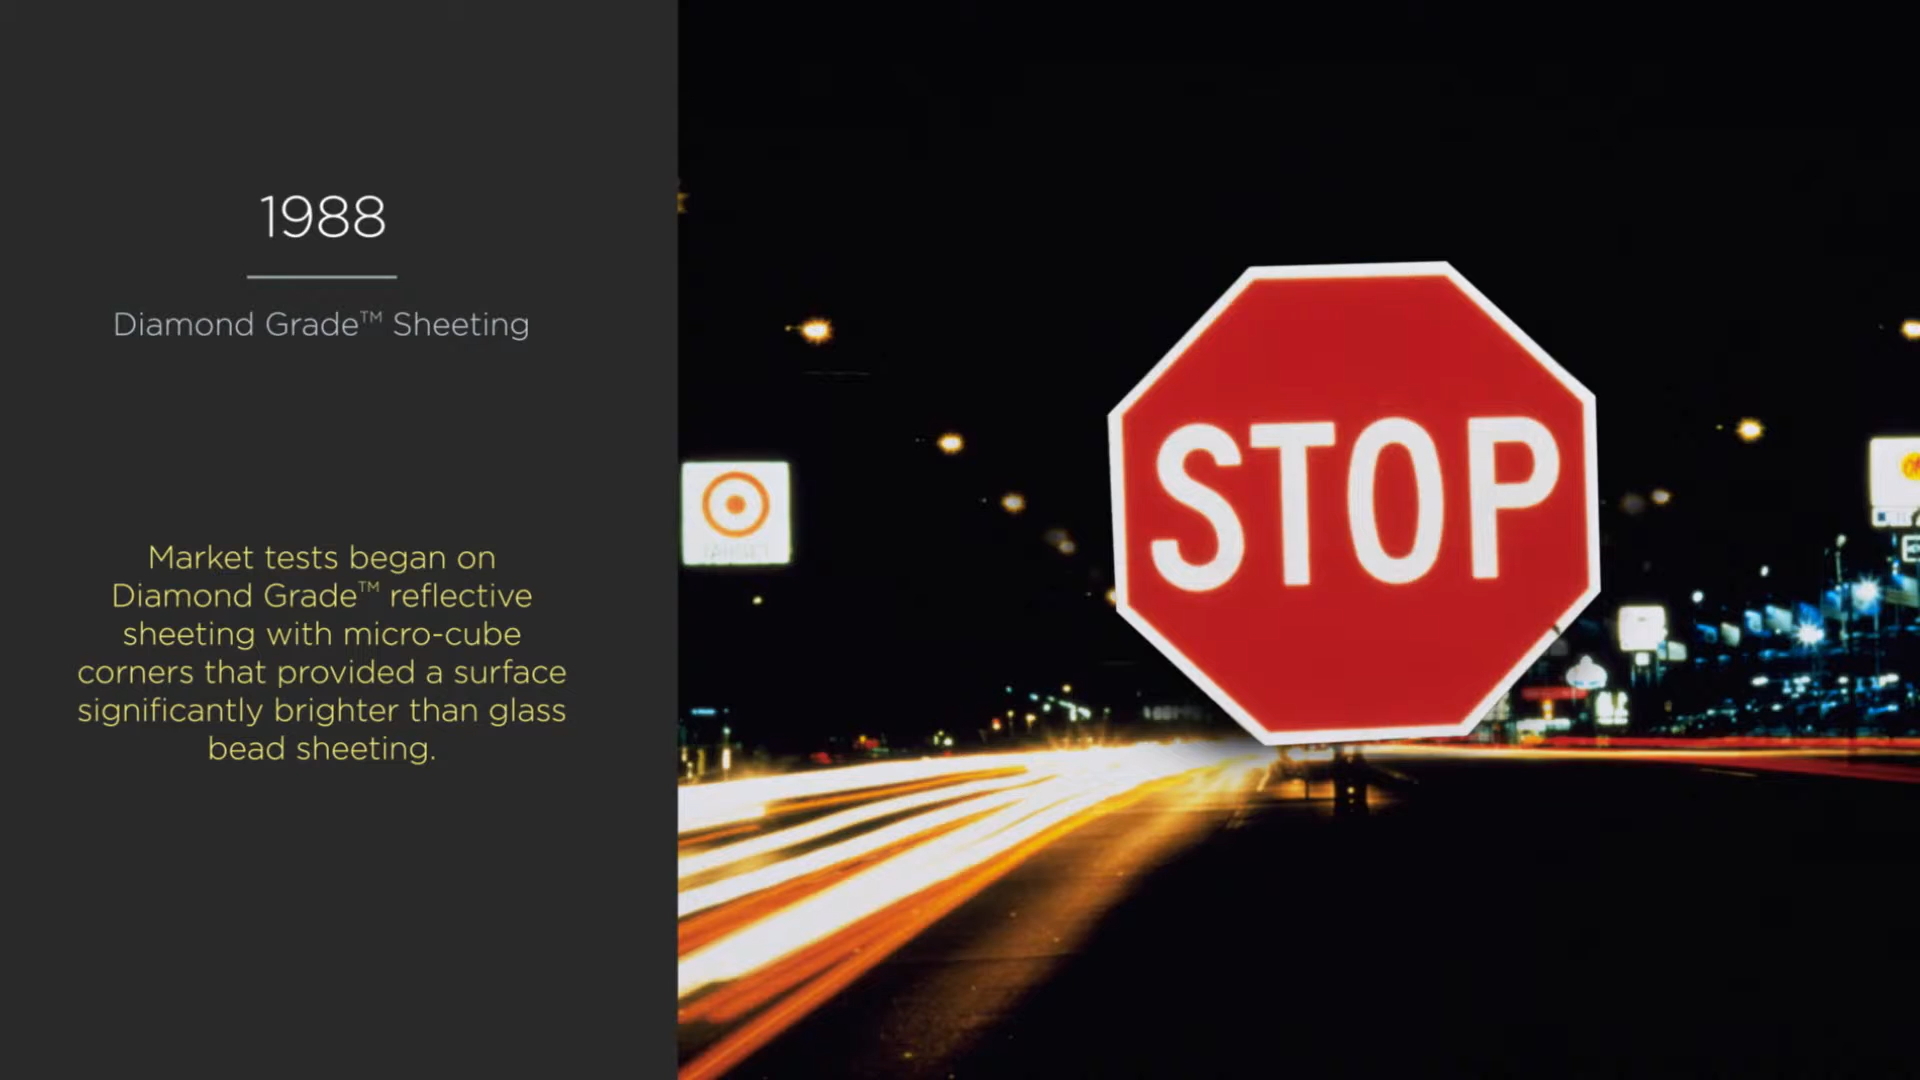 1988
Diamond Grade™ Sheeting
Market tests began on
Diamond Grade™ reflective
sheeting with micro-cube
corners that provided a surface
significantly brighter than glass
bead sheeting.
TARGET
STOP